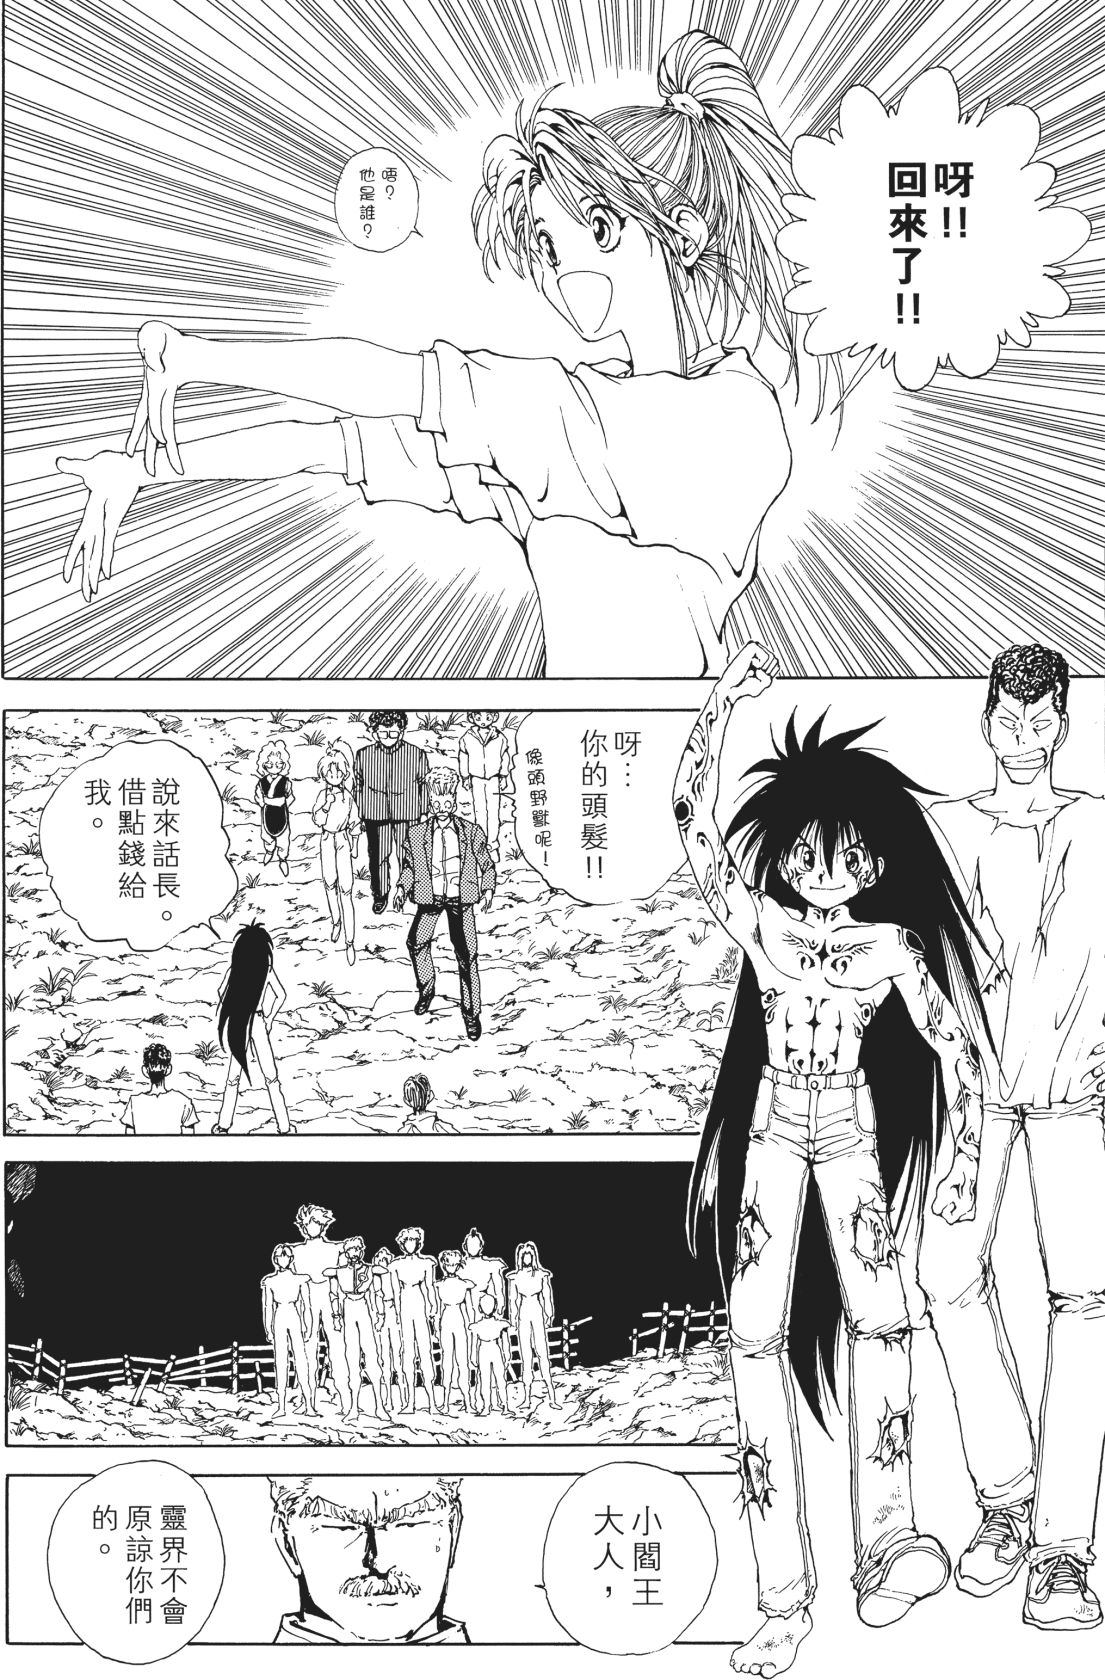 呀!!
回來了!!
唔?
他是誰?
呀…
你的頭髮!!
像頭野獸呢!
說來話長。
借點錢給
我。
小閻王
大人，
靈界不會
原諒你們
的。